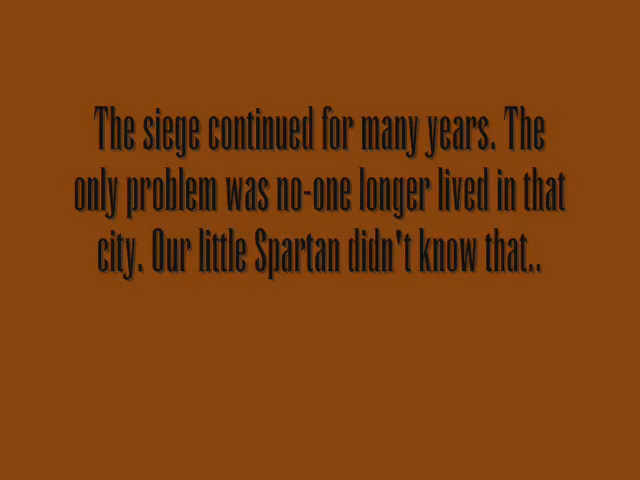 The siege continued for many years. The
only problem was no-one longer lived in that
city. Our little Spartan didn't know that..